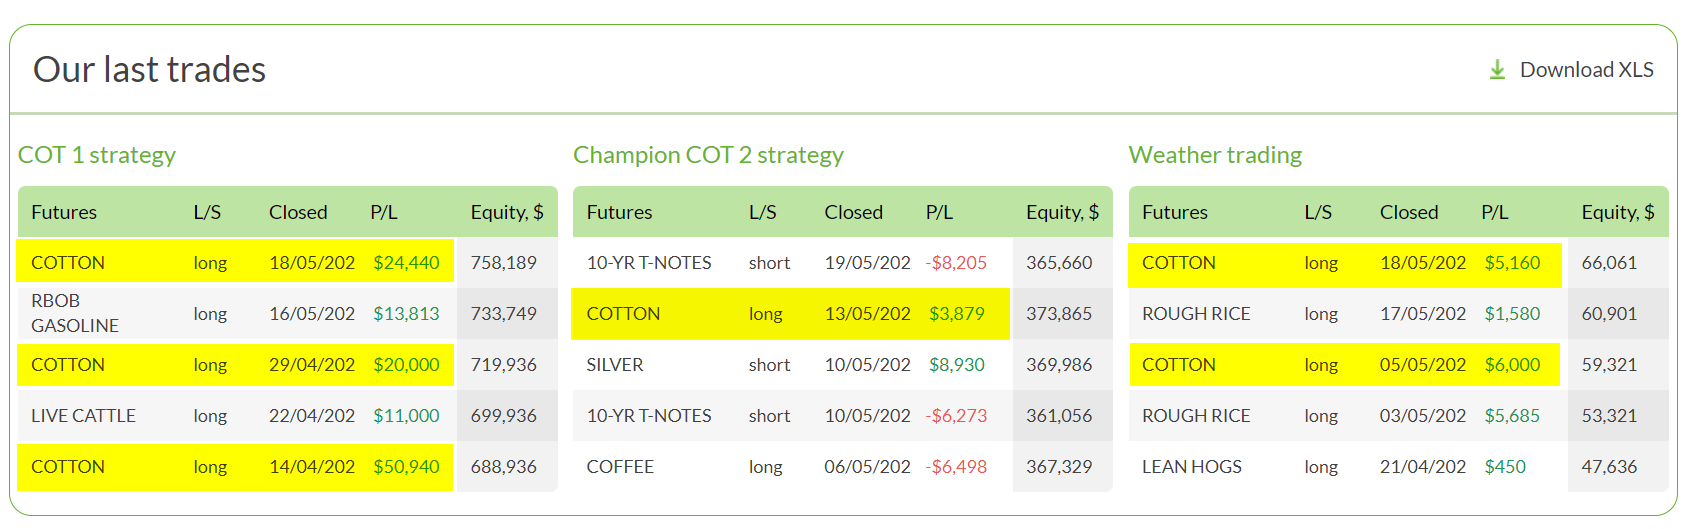 Our last trades
Download XLS
COT 1 strategy
Futures L/S Closed P/L Equity, $
COTTON long 18/05/202 $24,440 758,189
RBOB
GASOLINE long 16/05/202 $13,813 733,749
COTTON long 29/04/202 $20,000 719,936
LIVE CATTLE long 22/04/202 $11,000 699,936
COTTON long 14/04/202 $50,940 688,936
Champion COT 2 strategy
Futures L/S Closed P/L Equity, $
10-YR T-NOTES short 19/05/202 -$8,205 365,660
COTTON long 13/05/202 $3,879 373,865
SILVER short 10/05/202 $8,930 369,986
10-YR T-NOTES short 10/05/202 -$6,273 361,056
COFFEE long 06/05/202 -$6,498 367,329
Weather trading
Futures L/S Closed P/L Equity, $
COTTON long 18/05/202 $5,160 66,061
ROUGH RICE long 17/05/202 $1,580 60,901
COTTON long 05/05/202 $6,000 59,321
ROUGH RICE long 03/05/202 $5,685 53,321
LEAN HOGS long 21/04/202 $450 47,636